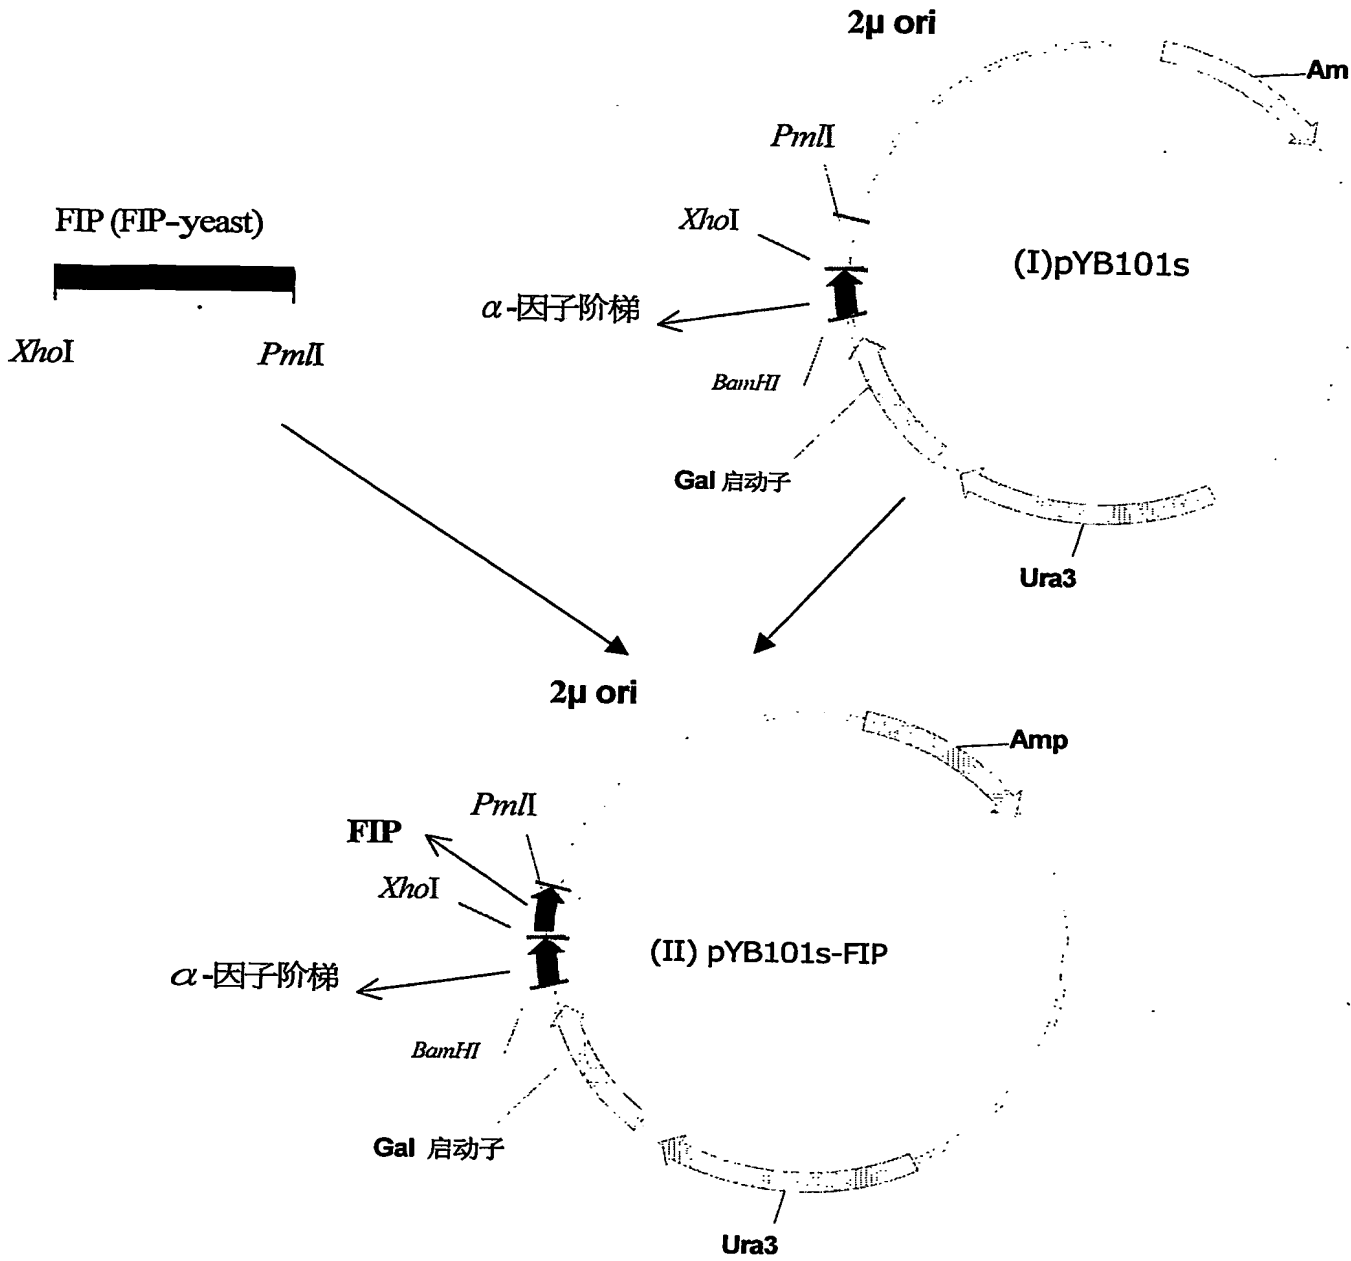 2μ ori
Am
PmlI
XhoI
FIP (FIP-yeast)
(I)pYB101s
α-因子阶梯
XhoI
PmlI
BamHI
Gal 启动子
Ura3
2μ ori
Amp
PmlI
FIP
XhoI
(II) pYB101s-FIP
α-因子阶梯
BamHI
Gal 启动子
Ura3